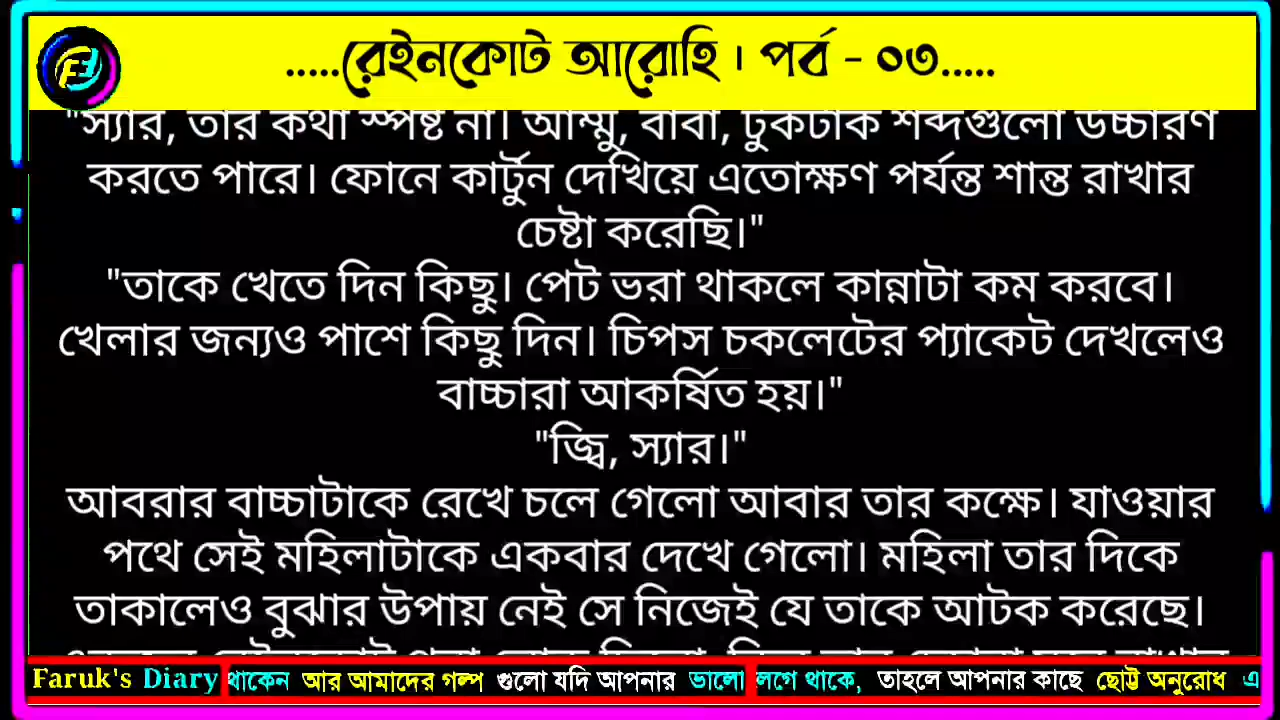 .....রেইনকোট আরোহি । পর্ব - ০৩.....
"স্যার, তার কথা স্পষ্ট না। আম্মু, বাবা, টুকটাক শব্দগুলো উচ্চারণ
করতে পারে। ফোনে কার্টুন দেখিয়ে এতোক্ষণ পর্যন্ত শান্ত রাখার
চেষ্টা করেছি।"
"তাকে খেতে দিন কিছু। পেট ভরা থাকলে কান্নাটা কম করবে।
খেলার জন্যও পাশে কিছু দিন। চিপস চকলেটের প্যাকেট দেখলেও
বাচ্চারা আকর্ষিত হয়।"
"জ্বি, স্যার।"
আবরার বাচ্চাটাকে রেখে চলে গেলো আবার তার কক্ষে। যাওয়ার
পথে সেই মহিলাটাকে একবার দেখে গেলো। মহিলা তার দিকে
তাকালেও বুঝার উপায় নেই সে নিজেই যে তাকে আটক করেছে।
Faruk's Diary থাকেন আর আমাদের গল্প গুলো যদি আপনার ভালো লগে থাকে, তাহলে আপনার কাছে ছোট্ট অনুরোধ এ